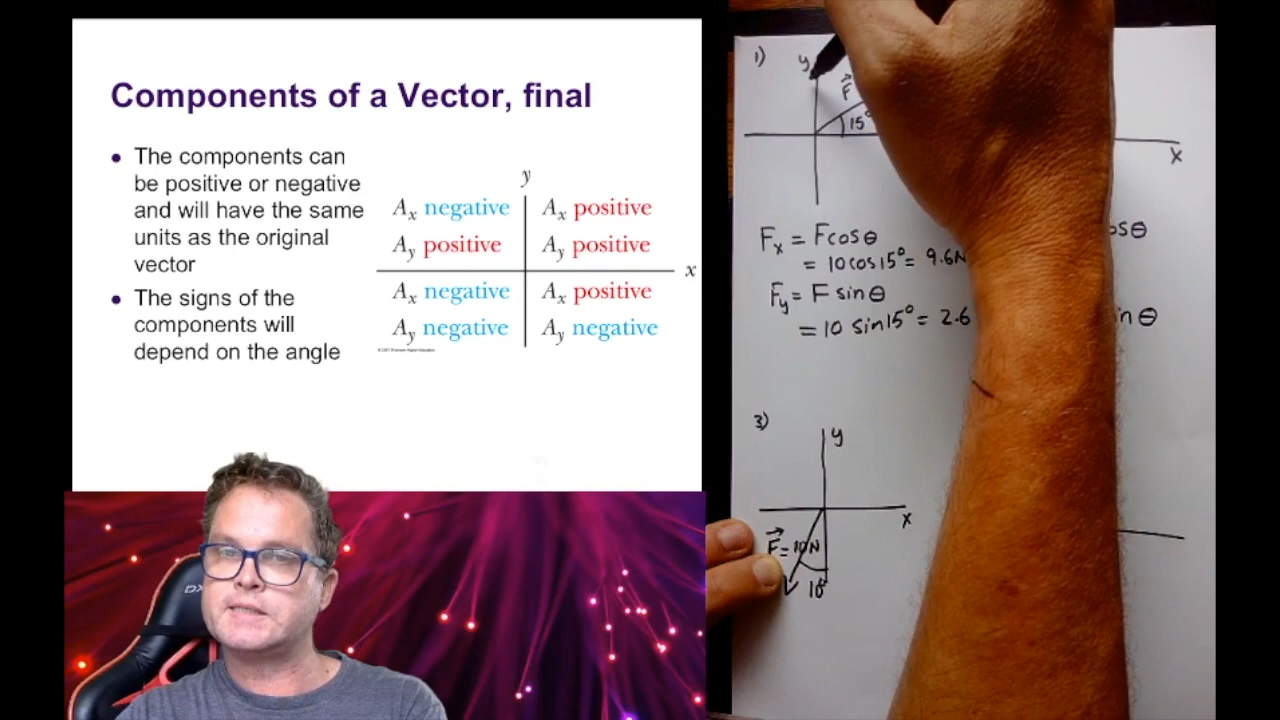 Components of a Vector, final
• The components can
be positive or negative
and will have the same
units as the original
vector
• The signs of the
components will
depend on the angle
y
Ax negative Ax positive
Ay positive Ay positive
x
Ax negative Ax positive
Ay negative Ay negative
DX
1)
y
F⃗
15°
x
Fx = Fcosθ
= 10cos15° = 9.6N
Fy = F sinθ
= 10 sin15° = 2.6
osθ
inθ
3)
y
x
F⃗ = 10N
10°